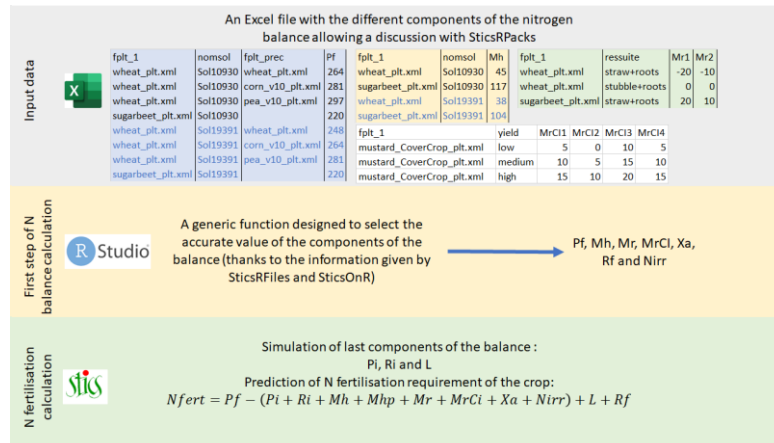 An Excel file with the different components of the nitrogen
balance allowing a discussion with SticsRPacks
Input data
X
fplt_1 nomsol fplt_prec Pf
wheat_plt.xml Sol10930 wheat_plt.xml 264
wheat_plt.xml Sol10930 corn_v10_plt.xml 281
wheat_plt.xml Sol10930 pea_v10_plt.xml 297
sugarbeet_plt.xml Sol10930 220
wheat_plt.xml Sol19391 wheat_plt.xml 248
wheat_plt.xml Sol19391 corn_v10_plt.xml 264
wheat_plt.xml Sol19391 pea_v10_plt.xml 281
sugarbeet_plt.xml Sol19391 220
fplt_1 nomsol Mh
wheat_plt.xml Sol10930 45
sugarbeet_plt.xml Sol10930 117
wheat_plt.xml Sol19391 38
sugarbeet_plt.xml Sol19391 104
fplt_1 ressuite Mr1 Mr2
wheat_plt.xml straw+roots -20 -10
wheat_plt.xml stubble+roots 0 0
sugarbeet_plt.xml straw+roots 20 10
fplt_1 yield MrCI1 MrCI2 MrCI3 MrCI4
mustard_CoverCrop_plt.xml low 5 0 10 5
mustard_CoverCrop_plt.xml medium 10 5 15 10
mustard_CoverCrop_plt.xml high 15 10 20 15
First step of N
balance calculation
R Studio
A generic function designed to select the
accurate value of the components of the
balance (thanks to the information given by
SticsRFiles and SticsOnR)
Pf, Mh, Mr, MrCI, Xa,
Rf and Nirr
N fertilisation
calculation
stics
Simulation of last components of the balance :
Pi, Ri and L
Prediction of N fertilisation requirement of the crop:
Nfert = Pf − (Pi + Ri + Mh + Mhp + Mr + MrCi + Xa + Nirr) + L + Rf